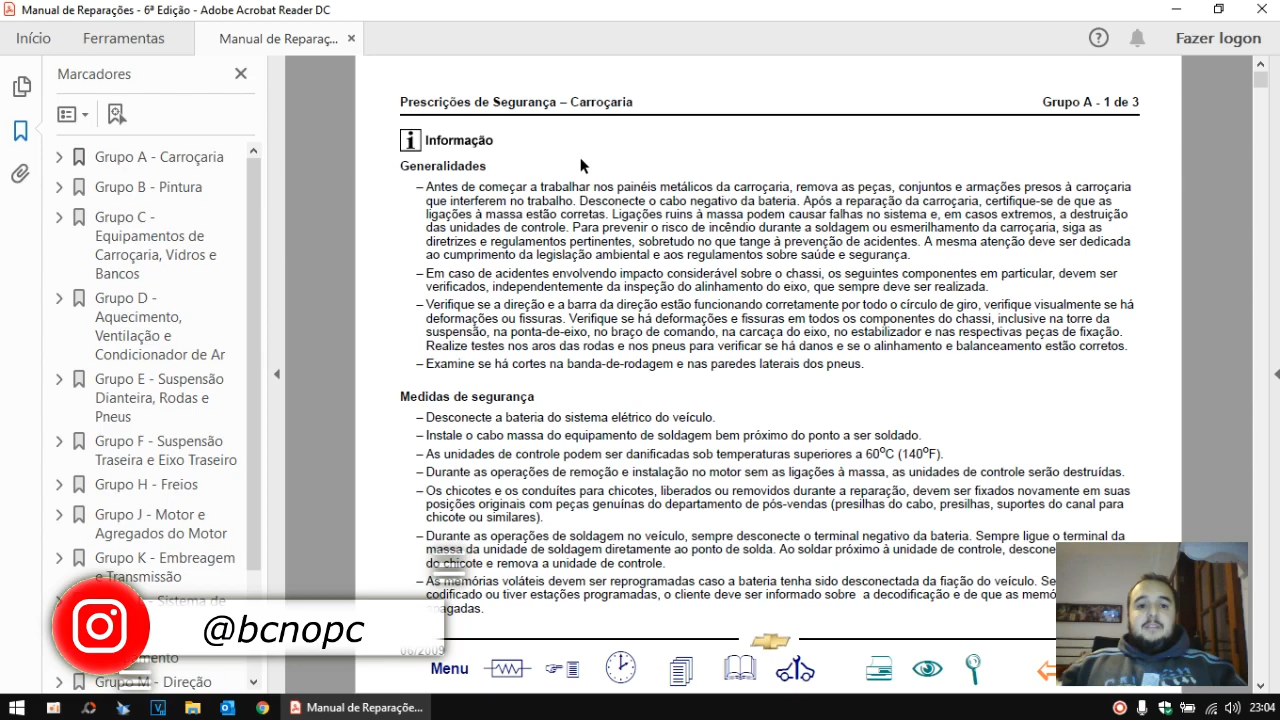 Manual de Reparações - 6ª Edição - Adobe Acrobat Reader DC
Início
Ferramentas
Manual de Reparaç...
Fazer logon
Marcadores
Grupo A - Carroçaria
Grupo B - Pintura
Grupo C -
Equipamentos de
Carroçaria, Vidros e
Bancos
Grupo D -
Aquecimento,
Ventilação e
Condicionador de Ar
Grupo E - Suspensão
Dianteira, Rodas e
Pneus
Grupo F - Suspensão
Traseira e Eixo Traseiro
Grupo H - Freios
Grupo J - Motor e
Agregados do Motor
Grupo K - Embreagem
e Transmissão
Sistema de
Grupo M - Direção
Prescrições de Segurança – Carroçaria
Grupo A - 1 de 3
i Informação
Generalidades
– Antes de começar a trabalhar nos painéis metálicos da carroçaria, remova as peças, conjuntos e armações presos à carroçaria
que interferem no trabalho. Desconecte o cabo negativo da bateria. Após a reparação da carroçaria, certifique-se de que as
ligações à massa estão corretas. Ligações ruins à massa podem causar falhas no sistema e, em casos extremos, a destruição
das unidades de controle. Para prevenir o risco de incêndio durante a soldagem ou esmerilhamento da carroçaria, siga as
diretrizes e regulamentos pertinentes, sobretudo no que tange à prevenção de acidentes. A mesma atenção deve ser dedicada
ao cumprimento da legislação ambiental e aos regulamentos sobre saúde e segurança.
– Em caso de acidentes envolvendo impacto considerável sobre o chassi, os seguintes componentes em particular, devem ser
verificados, independentemente da inspeção do alinhamento do eixo, que sempre deve ser realizada.
– Verifique se a direção e a barra da direção estão funcionando corretamente por todo o círculo de giro, verifique visualmente se há
deformações ou fissuras. Verifique se há deformações e fissuras em todos os componentes do chassi, inclusive na torre da
suspensão, na ponta-de-eixo, no braço de comando, na carcaça do eixo, no estabilizador e nas respectivas peças de fixação.
Realize testes nos aros das rodas e nos pneus para verificar se há danos e se o alinhamento e balanceamento estão corretos.
– Examine se há cortes na banda-de-rodagem e nas paredes laterais dos pneus.
Medidas de segurança
– Desconecte a bateria do sistema elétrico do veículo.
– Instale o cabo massa do equipamento de soldagem bem próximo do ponto a ser soldado.
– As unidades de controle podem ser danificadas sob temperaturas superiores a 60ºC (140ºF).
– Durante as operações de remoção e instalação no motor sem as ligações à massa, as unidades de controle serão destruídas.
– Os chicotes e os conduítes para chicotes, liberados ou removidos durante a reparação, devem ser fixados novamente em suas
posições originais com peças genuínas do departamento de pós-vendas (presilhas do cabo, presilhas, suportes do canal para
chicote ou similares).
– Durante as operações de soldagem no veículo, sempre desconecte o terminal negativo da bateria. Sempre ligue o terminal da
massa da unidade de soldagem diretamente ao ponto de solda. Ao soldar próximo à unidade de controle,
do chicote e remova a unidade de controle.
– As memórias voláteis devem ser reprogramadas caso a bateria tenha sido desconectada da fiação do veículo.
codificado ou tiver estações programadas, o cliente deve ser informado sobre a decodificação e de que as
Menu
@bcnopc
Manual de Reparaçõe...
23:04